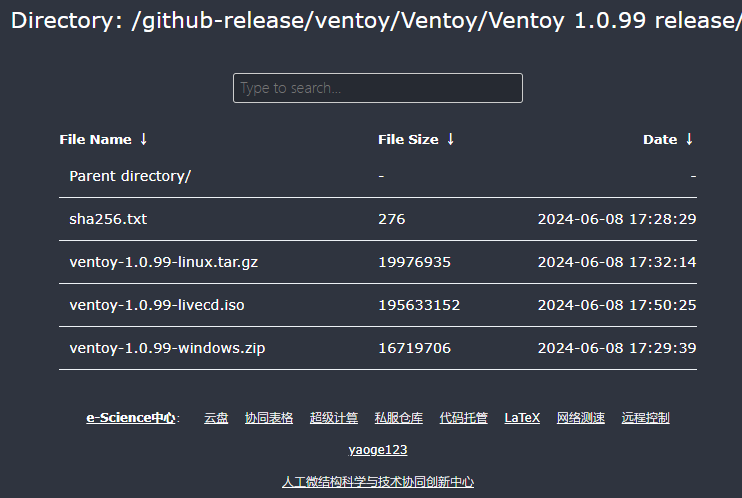 Directory: /github-release/ventoy/Ventoy/Ventoy 1.0.99 release/
Type to search...
File Name ↓ File Size ↓ Date ↓
Parent directory/ - -
sha256.txt 276 2024-06-08 17:28:29
ventoy-1.0.99-linux.tar.gz 19976935 2024-06-08 17:32:14
ventoy-1.0.99-livecd.iso 195633152 2024-06-08 17:50:25
ventoy-1.0.99-windows.zip 16719706 2024-06-08 17:29:39
e-Science中心: 云盘 协同表格 超级计算 私服仓库 代码托管 LaTeX 网络测速 远程控制
yaoge123
人工微结构科学与技术协同创新中心